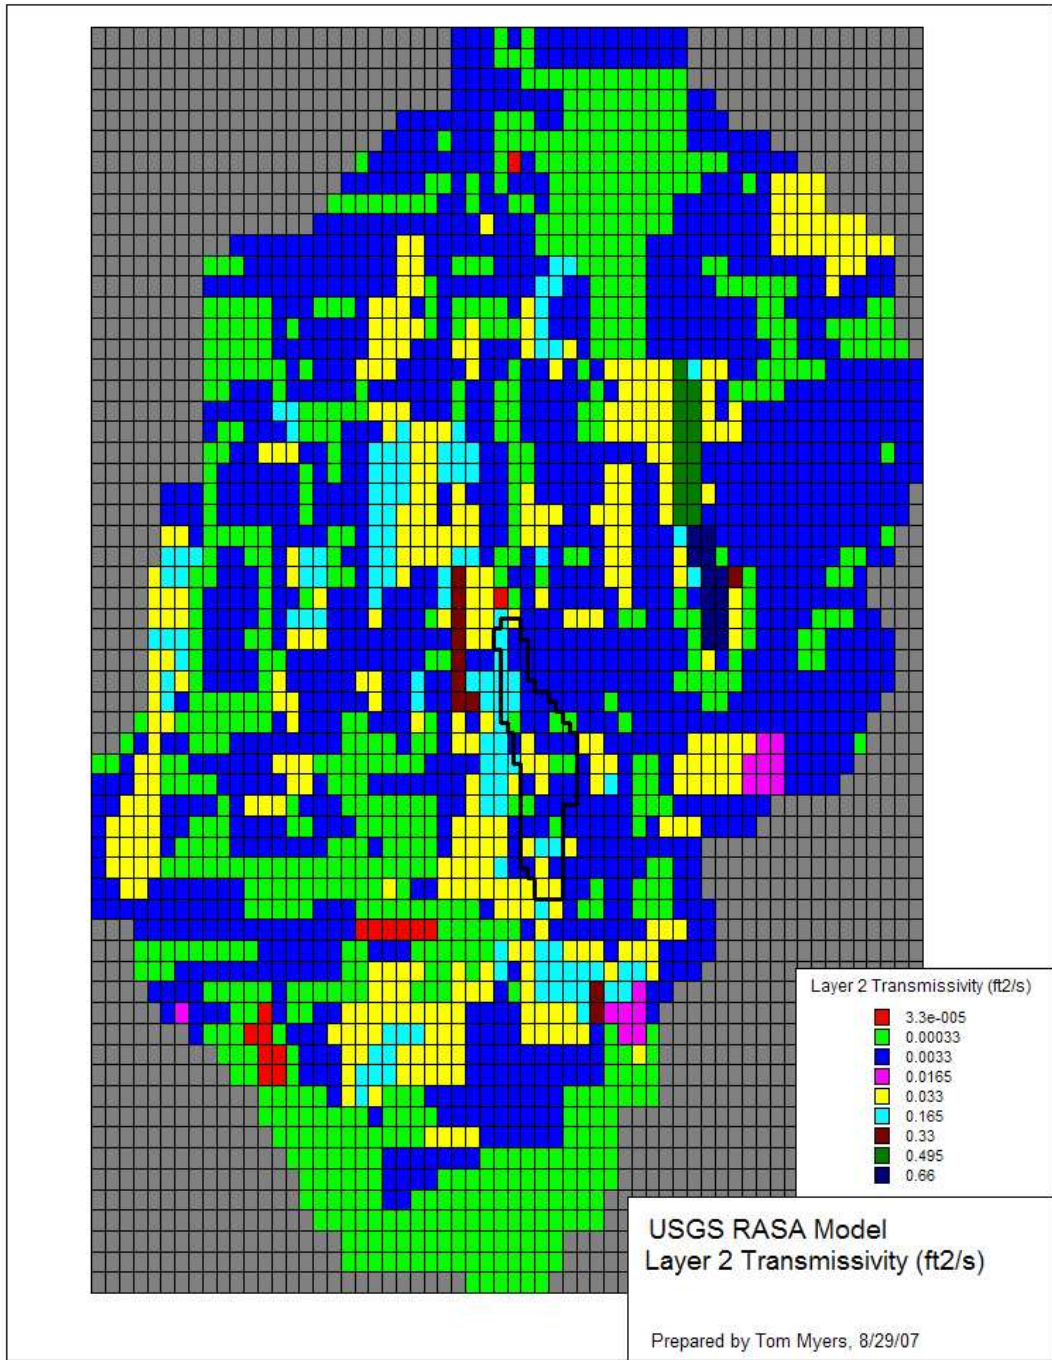 Layer 2 Transmissivity (ft2/s)
3.3e-005
0.00033
0.0033
0.0165
0.033
0.165
0.33
0.495
0.66
USGS RASA Model
Layer 2 Transmissivity (ft2/s)
Prepared by Tom Myers, 8/29/07